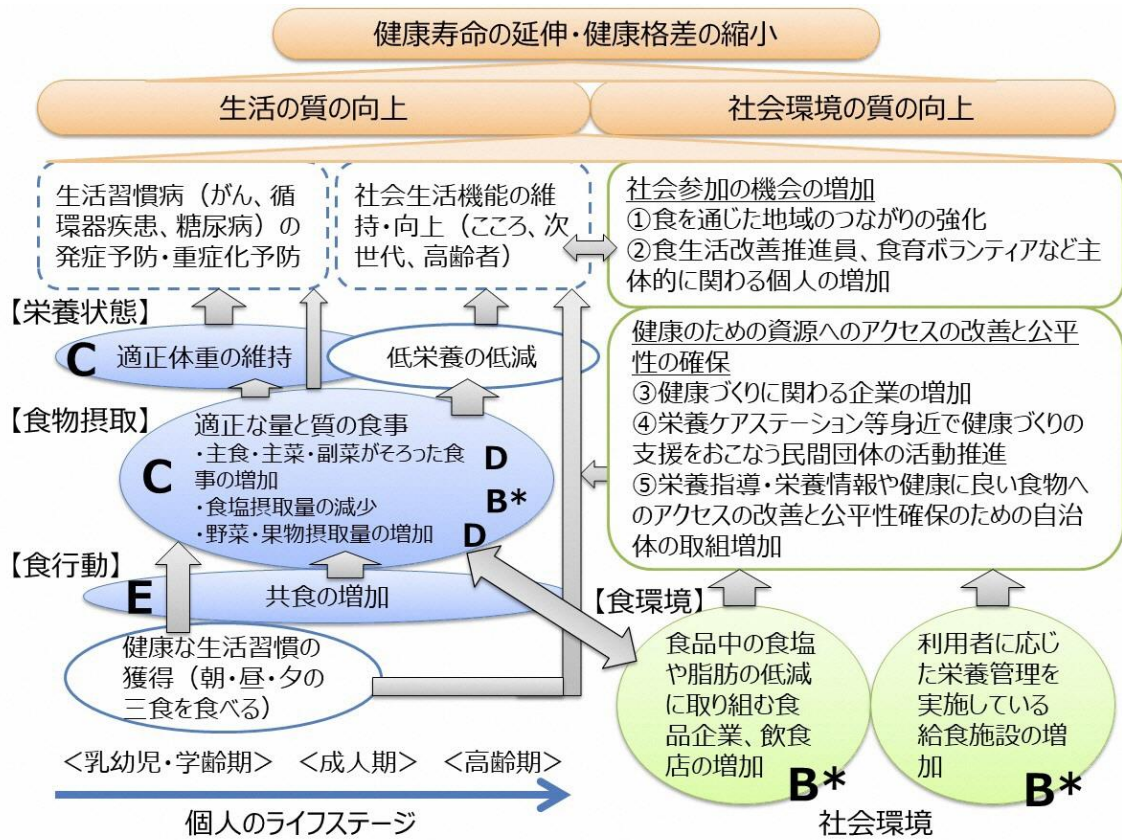 健康寿命の延伸・健康格差の縮小
生活の質の向上
社会環境の質の向上
生活習慣病（がん、循
環器疾患、糖尿病）の
発症予防・重症化予防
社会生活機能の維
持・向上（こころ、次
世代、高齢者）
社会参加の機会の増加
①食を通じた地域のつながりの強化
②食生活改善推進員、食育ボランティアなど主
体的に関わる個人の増加
【栄養状態】
C 適正体重の維持
低栄養の低減
健康のための資源へのアクセスの改善と公平
性の確保
③健康づくりに関わる企業の増加
④栄養ケアステーション等身近で健康づくりの
支援をおこなう民間団体の活動推進
⑤栄養指導・栄養情報や健康に良い食物へ
のアクセスの改善と公平性確保のための自治
体の取組増加
【食物摂取】
適正な量と質の食事
・主食・主菜・副菜がそろった食
事の増加
・食塩摂取量の減少
・野菜・果物摂取量の増加
C
D
B*
D
【食行動】
E 共食の増加
健康な生活習慣の
獲得（朝・昼・夕の
三食を食べる）
【食環境】
食品中の食塩
や脂肪の低減
に取り組む食
品企業、飲食
店の増加
B*
利用者に応じ
た栄養管理を
実施している
給食施設の増
加
B*
＜乳幼児・学齢期＞ ＜成人期＞ ＜高齢期＞
個人のライフステージ
社会環境